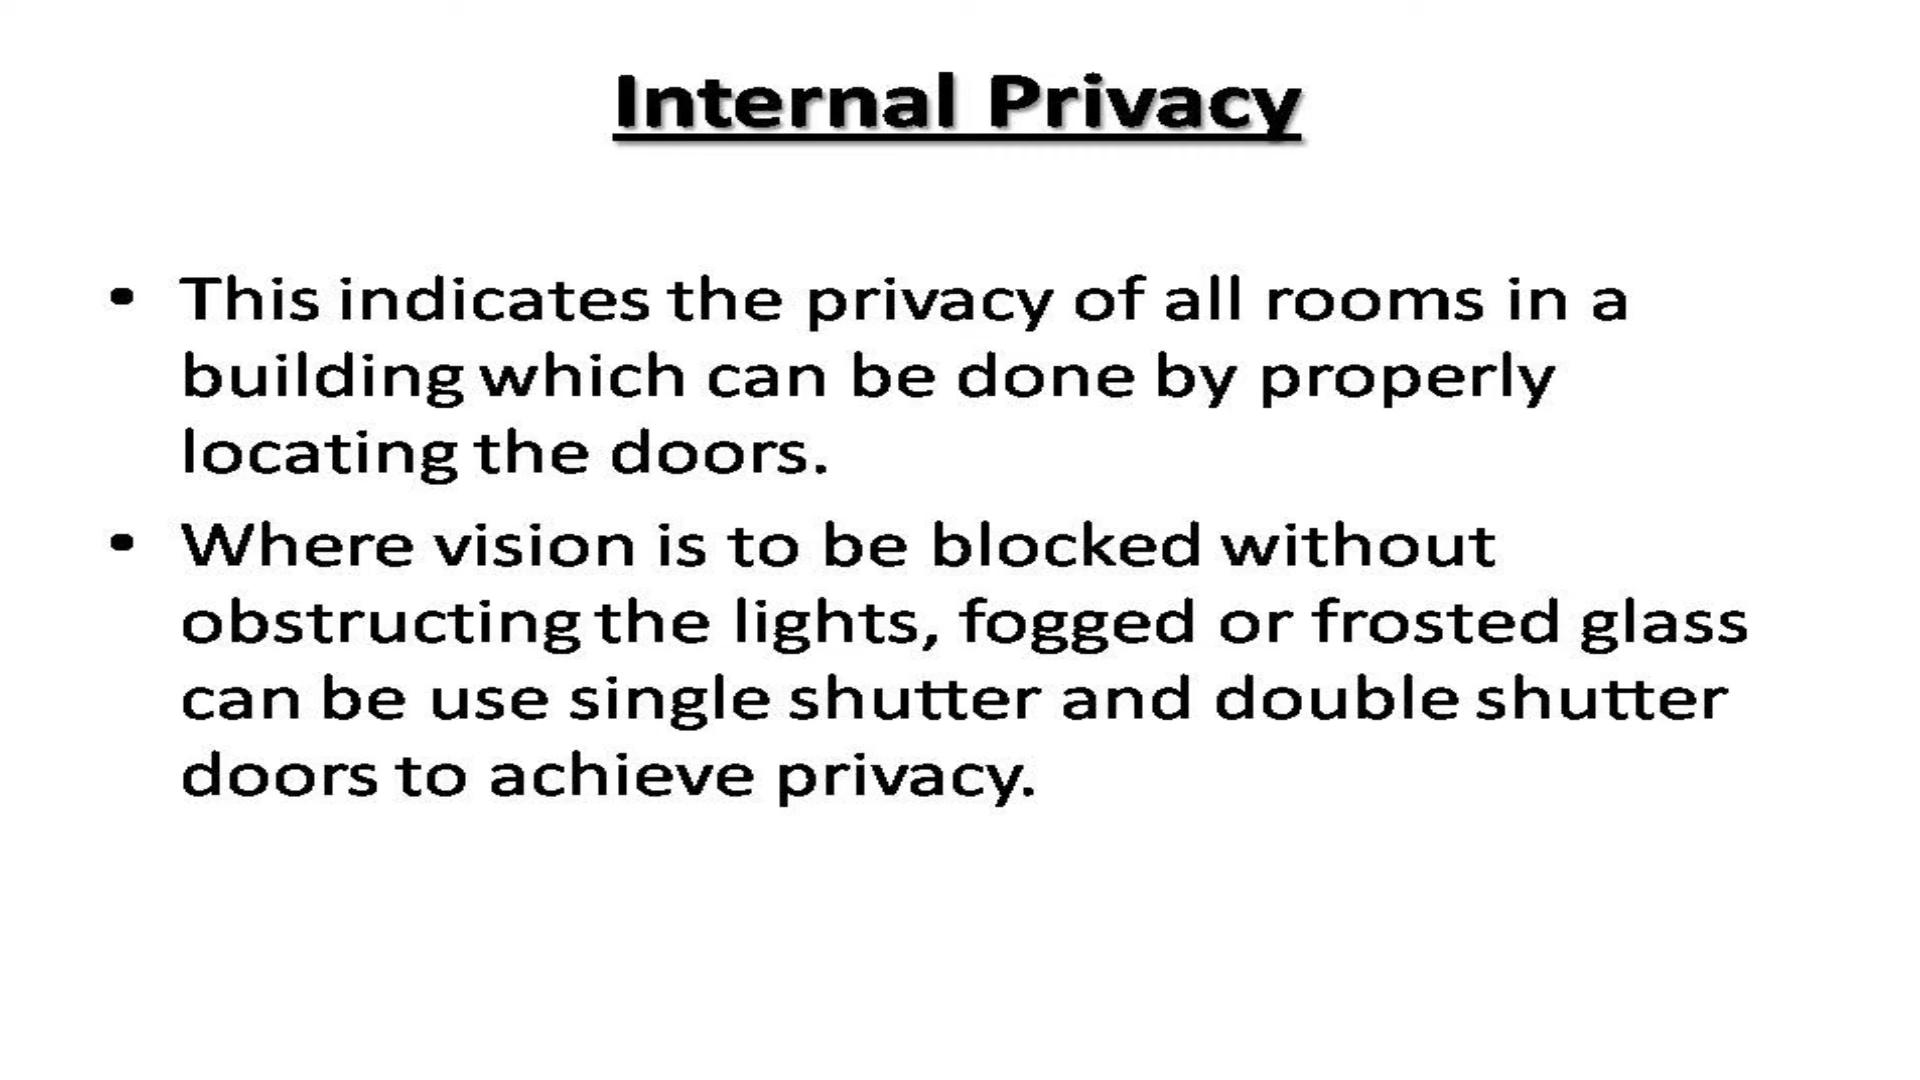 Internal Privacy
• This indicates the privacy of all rooms in a
building which can be done by properly
locating the doors.
• Where vision is to be blocked without
obstructing the lights, fogged or frosted glass
can be use single shutter and double shutter
doors to achieve privacy.